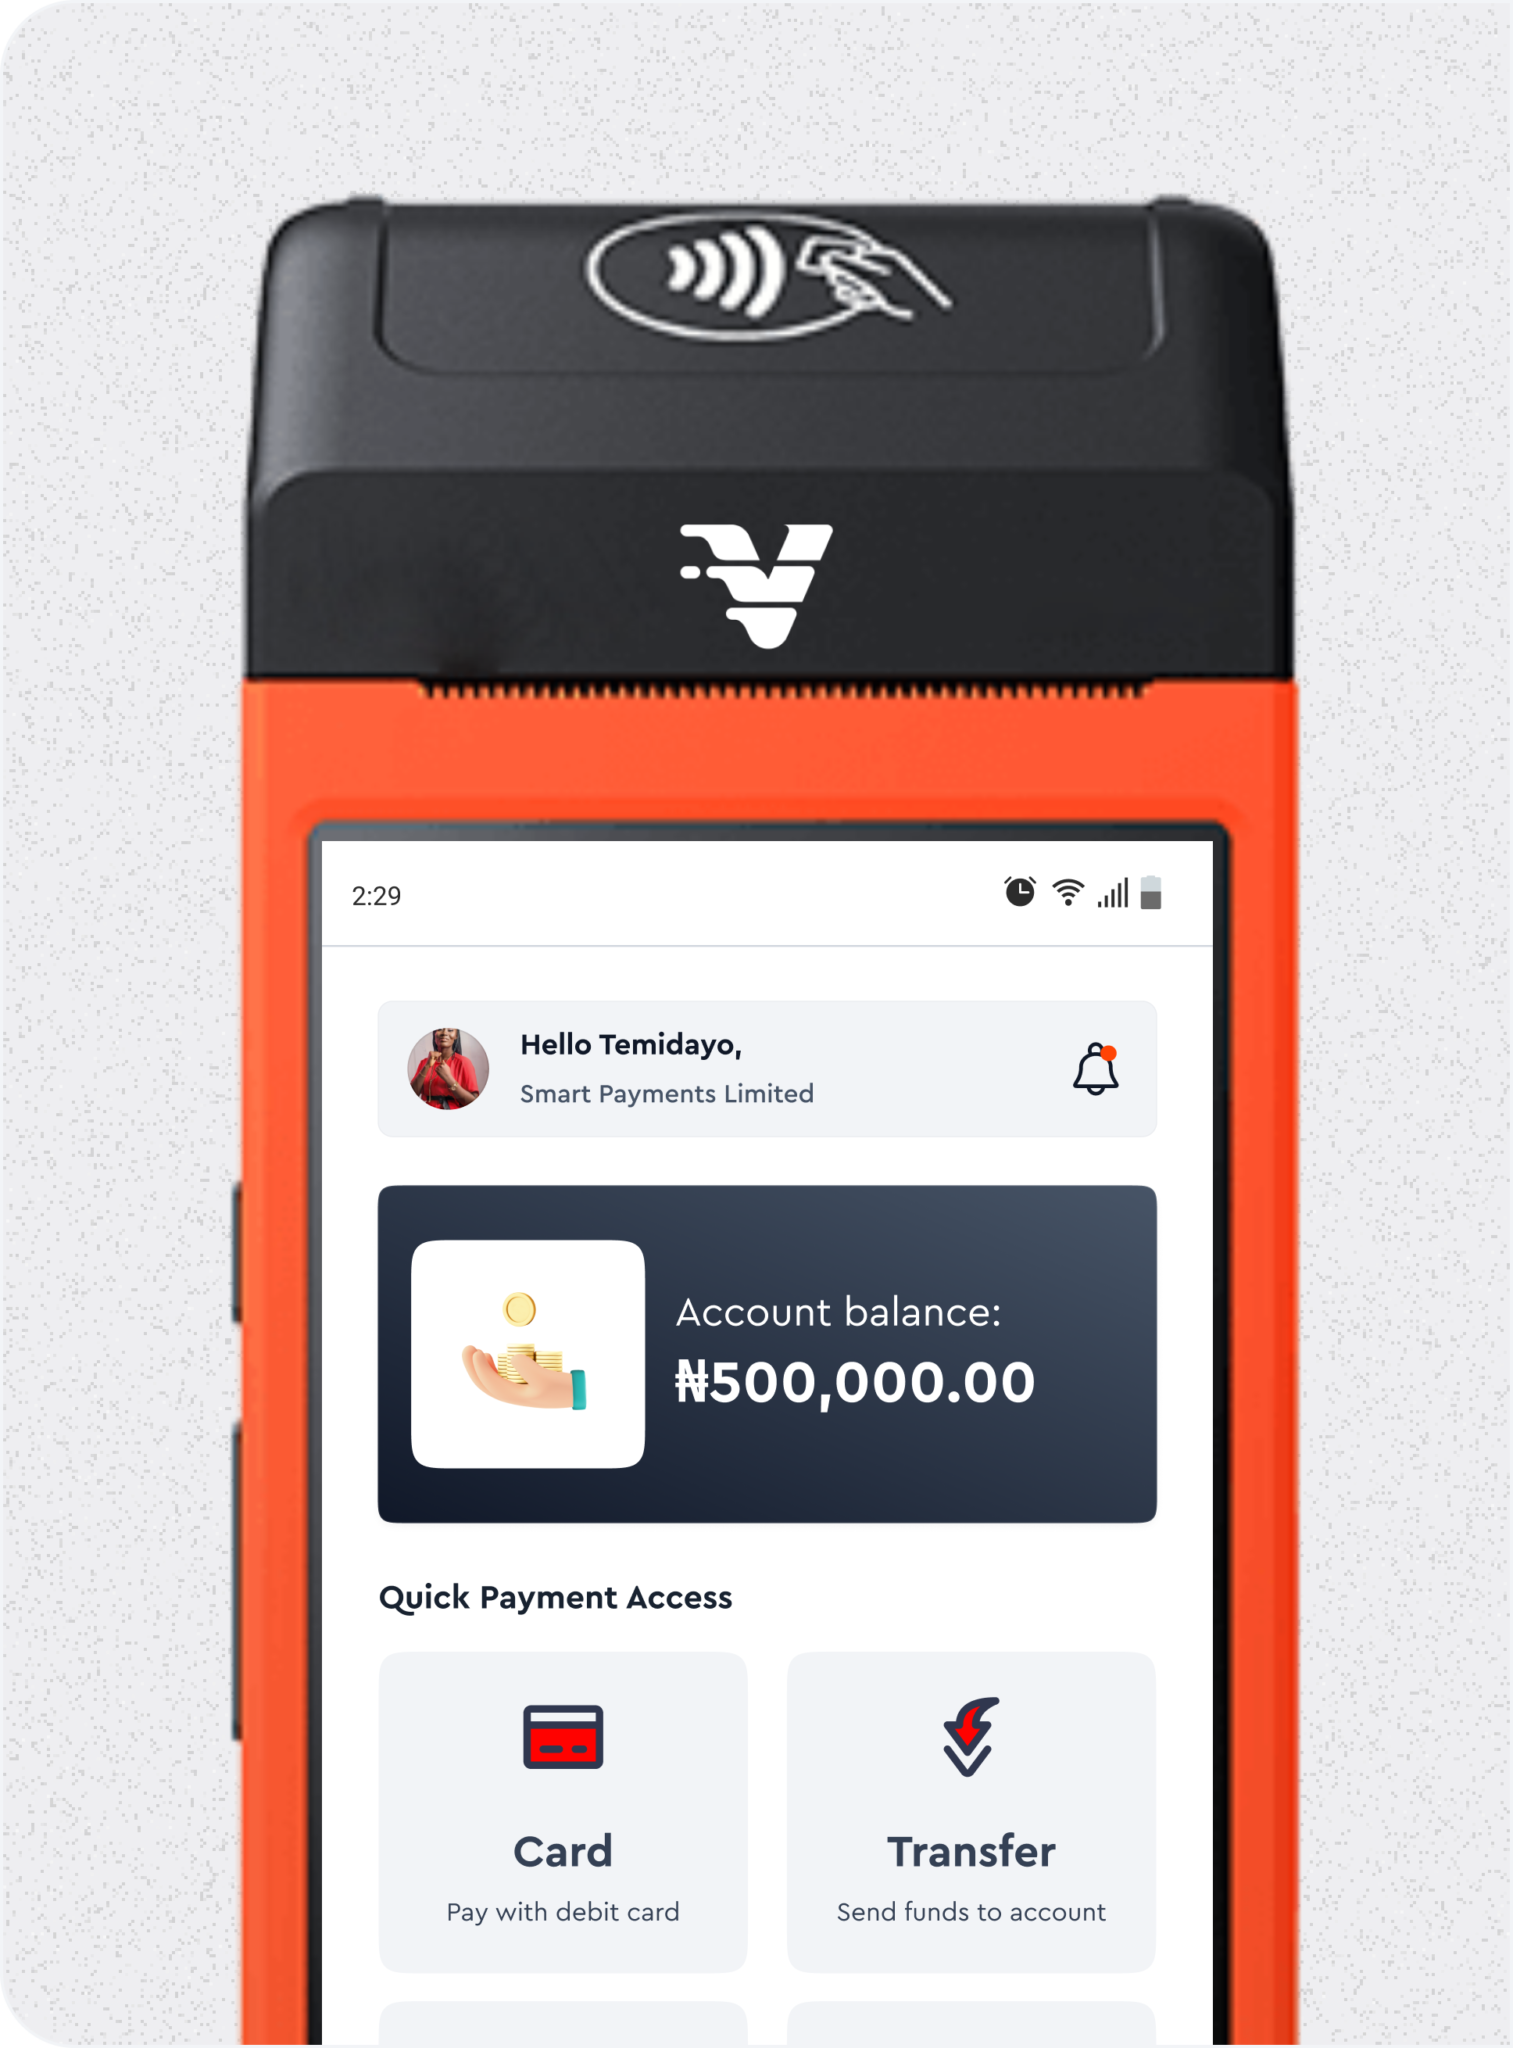 2:29
Hello Temidayo,
Smart Payments Limited
Account balance:
₦500,000.00
Quick Payment Access
Card
Transfer
Pay with debit card
Send funds to account